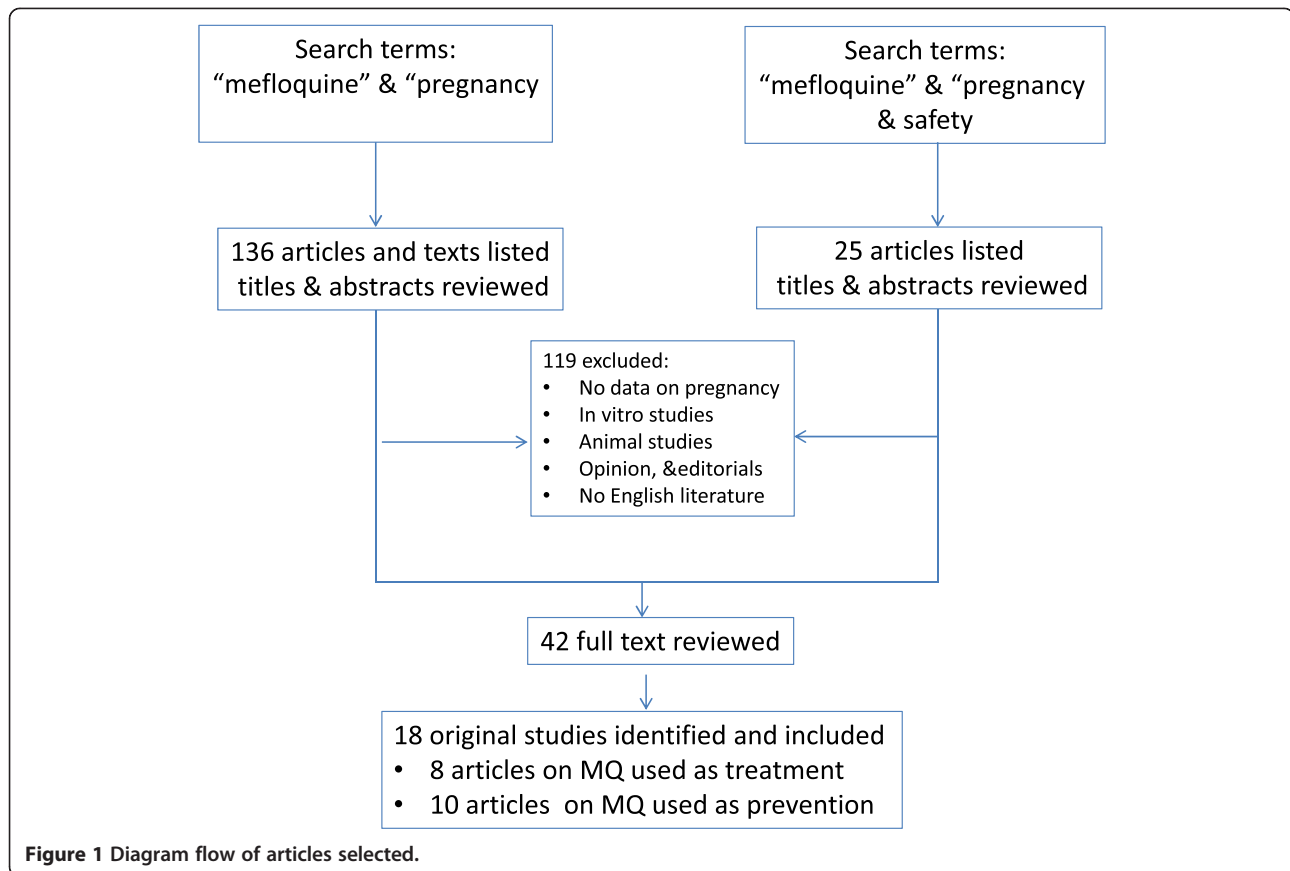 Search terms:
“mefloquine” & “pregnancy
Search terms:
“mefloquine” & “pregnancy
& safety
136 articles and texts listed
titles & abstracts reviewed
25 articles listed
titles & abstracts reviewed
119 excluded:
• No data on pregnancy
• In vitro studies
• Animal studies
• Opinion, &editorials
• No English literature
42 full text reviewed
18 original studies identified and included
• 8 articles on MQ used as treatment
• 10 articles on MQ used as prevention
Figure 1 Diagram flow of articles selected.